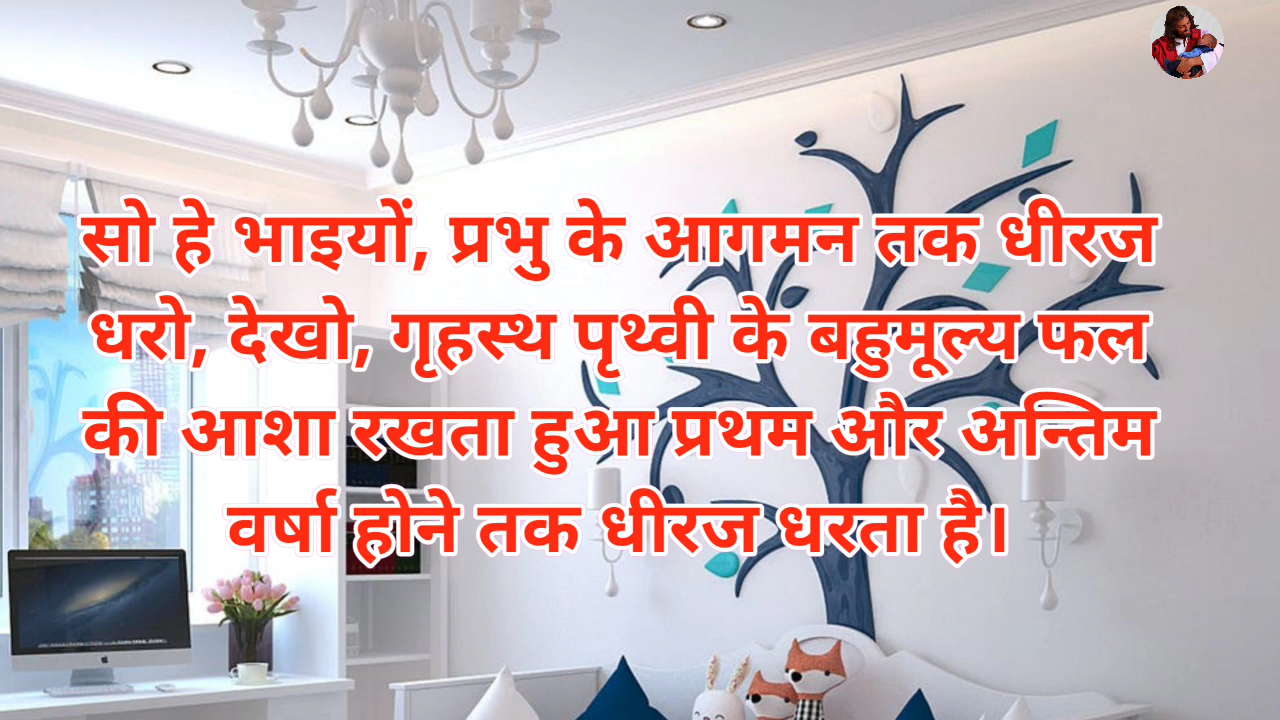 सो हे भाइयों, प्रभु के आगमन तक धीरज
धरो, देखो, गृहस्थ पृथ्वी के बहुमूल्य फल
की आशा रखता हुआ प्रथम और अन्तिम
वर्षा होने तक धीरज धरता है।